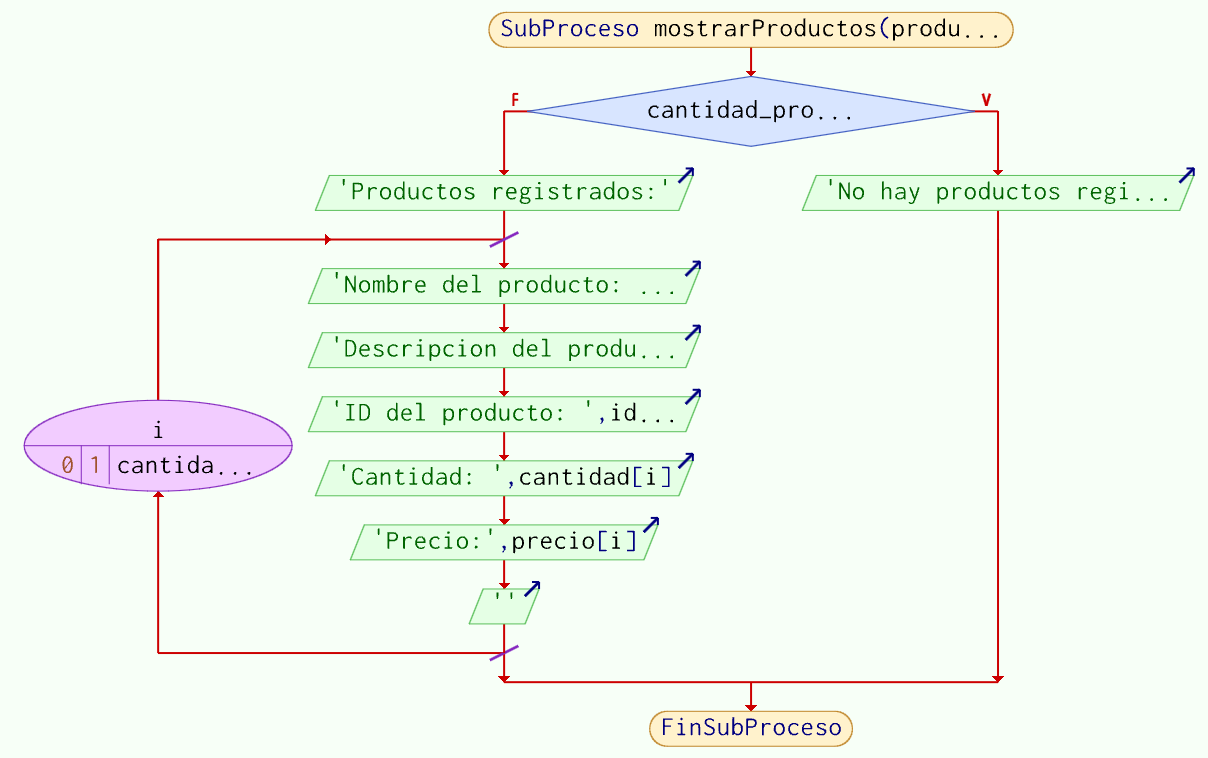 SubProceso mostrarProductos(produ...
cantidad_pro...
F
V
'Productos registrados:'
'No hay productos regi...
'Nombre del producto: ...
'Descripcion del produ...
'ID del producto: ',id...
i
0 1 cantida...
'Cantidad: ',cantidad[i]
'Precio:',precio[i]
''
FinSubProceso